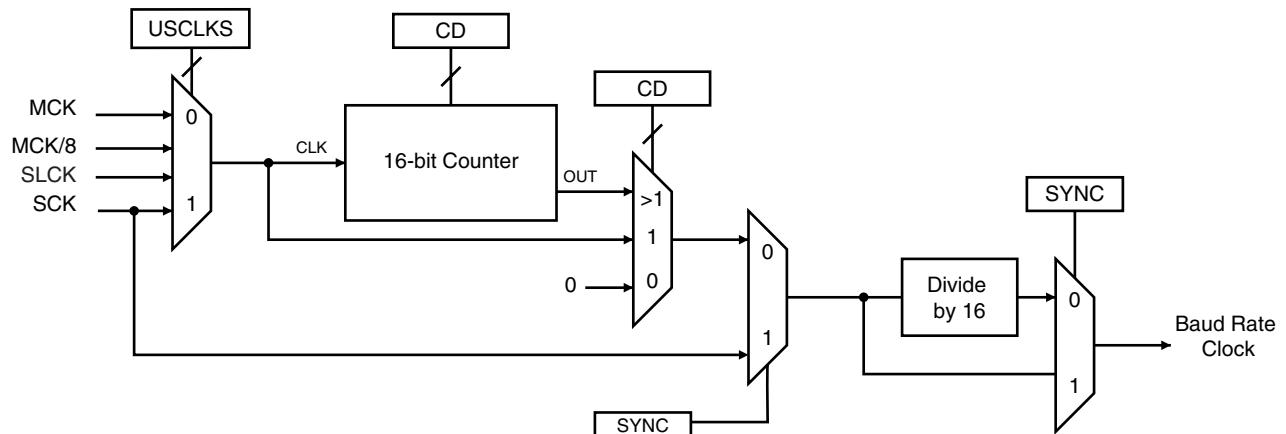 USCLKS
CD
CD
MCK
0
MCK/8
CLK
16-bit Counter
SLCK
OUT
SCK
1
>1
SYNC
1
0
0
0
Divide
by 16
0
Baud Rate
Clock
1
1
SYNC